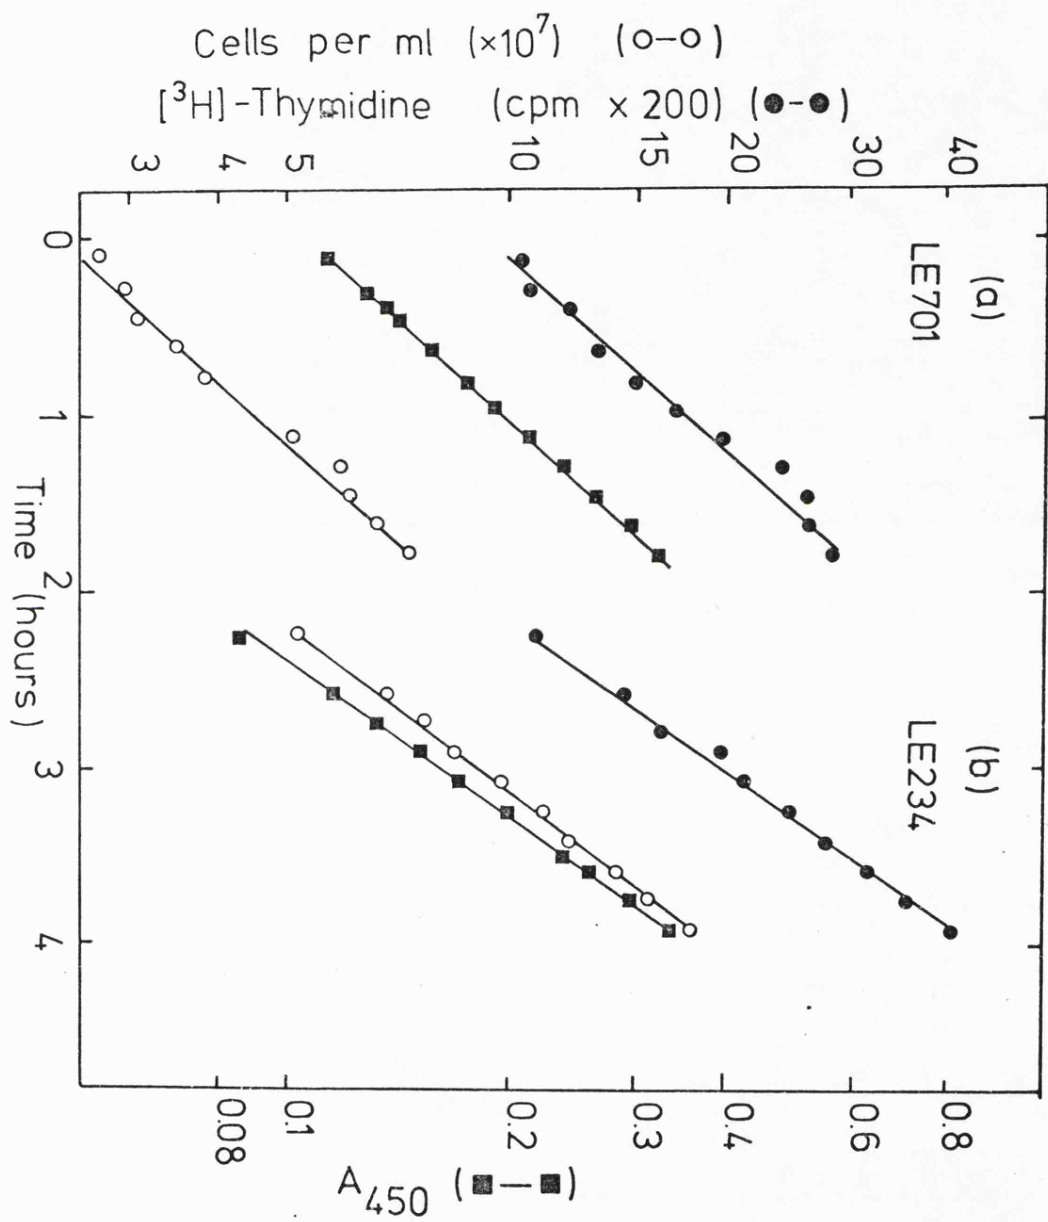 Cells per ml (×10⁷) (o–o)
[³H]-Thymidine (cpm × 200) (●-●)
3 4 5 10 15 20 30 40
(a)
LE701
(b)
LE234
0 1 2 3 4
Time (hours)
0.08 0.1 0.2 0.3 0.4 0.6 0.8
A₄₅₀ (■—■)